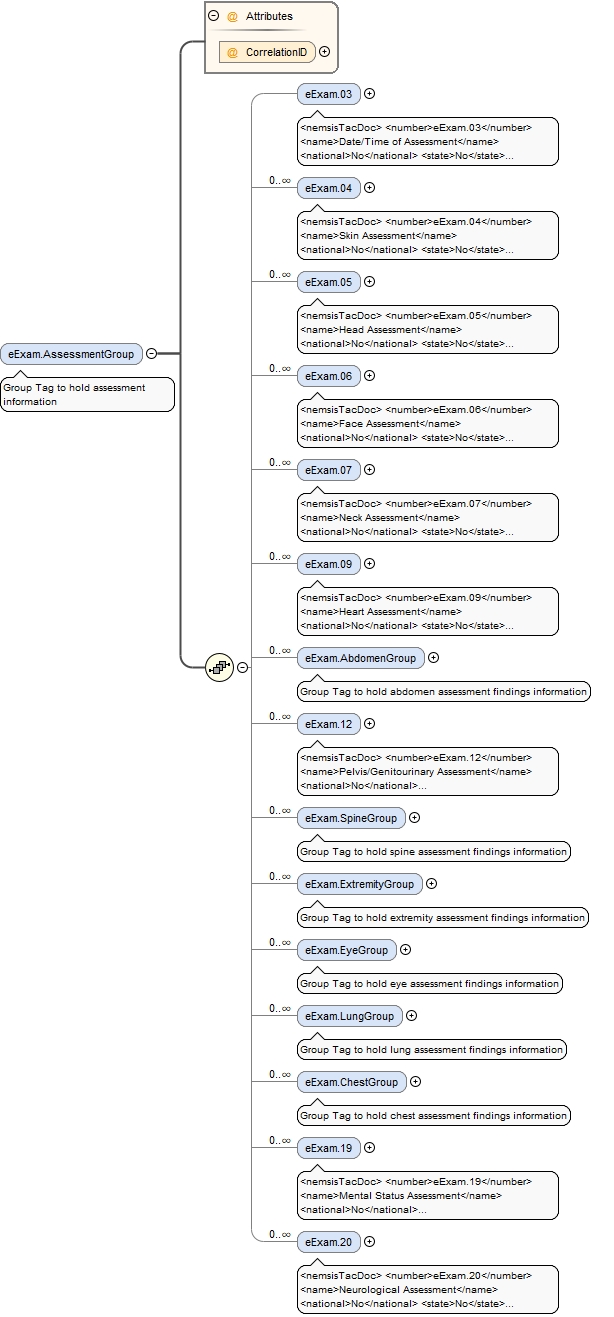 Attributes
@ CorrelationID
eExam.03
<nemsisTacDoc> <number>eExam.03</number>
<name>Date/Time of Assessment</name>
<national>No</national> <state>No</state>...
0..∞
eExam.04
<nemsisTacDoc> <number>eExam.04</number>
<name>Skin Assessment</name>
<national>No</national> <state>No</state>...
0..∞
eExam.05
<nemsisTacDoc> <number>eExam.05</number>
<name>Head Assessment</name>
<national>No</national> <state>No</state>...
eExam.AssessmentGroup
Group Tag to hold assessment
information
0..∞
eExam.06
<nemsisTacDoc> <number>eExam.06</number>
<name>Face Assessment</name>
<national>No</national> <state>No</state>...
0..∞
eExam.07
<nemsisTacDoc> <number>eExam.07</number>
<name>Neck Assessment</name>
<national>No</national> <state>No</state>...
0..∞
eExam.09
<nemsisTacDoc> <number>eExam.09</number>
<name>Heart Assessment</name>
<national>No</national> <state>No</state>...
0..∞
eExam.AbdomenGroup
Group Tag to hold abdomen assessment findings information
0..∞
eExam.12
<nemsisTacDoc> <number>eExam.12</number>
<name>Pelvis/Genitourinary Assessment</name>
<national>No</national>...
0..∞
eExam.SpineGroup
Group Tag to hold spine assessment findings information
0..∞
eExam.ExtremityGroup
Group Tag to hold extremity assessment findings information
0..∞
eExam.EyeGroup
Group Tag to hold eye assessment findings information
0..∞
eExam.LungGroup
Group Tag to hold lung assessment findings information
0..∞
eExam.ChestGroup
Group Tag to hold chest assessment findings information
0..∞
eExam.19
<nemsisTacDoc> <number>eExam.19</number>
<name>Mental Status Assessment</name>
<national>No</national>...
0..∞
eExam.20
<nemsisTacDoc> <number>eExam.20</number>
<name>Neurological Assessment</name>
<national>No</national> <state>No</state>...